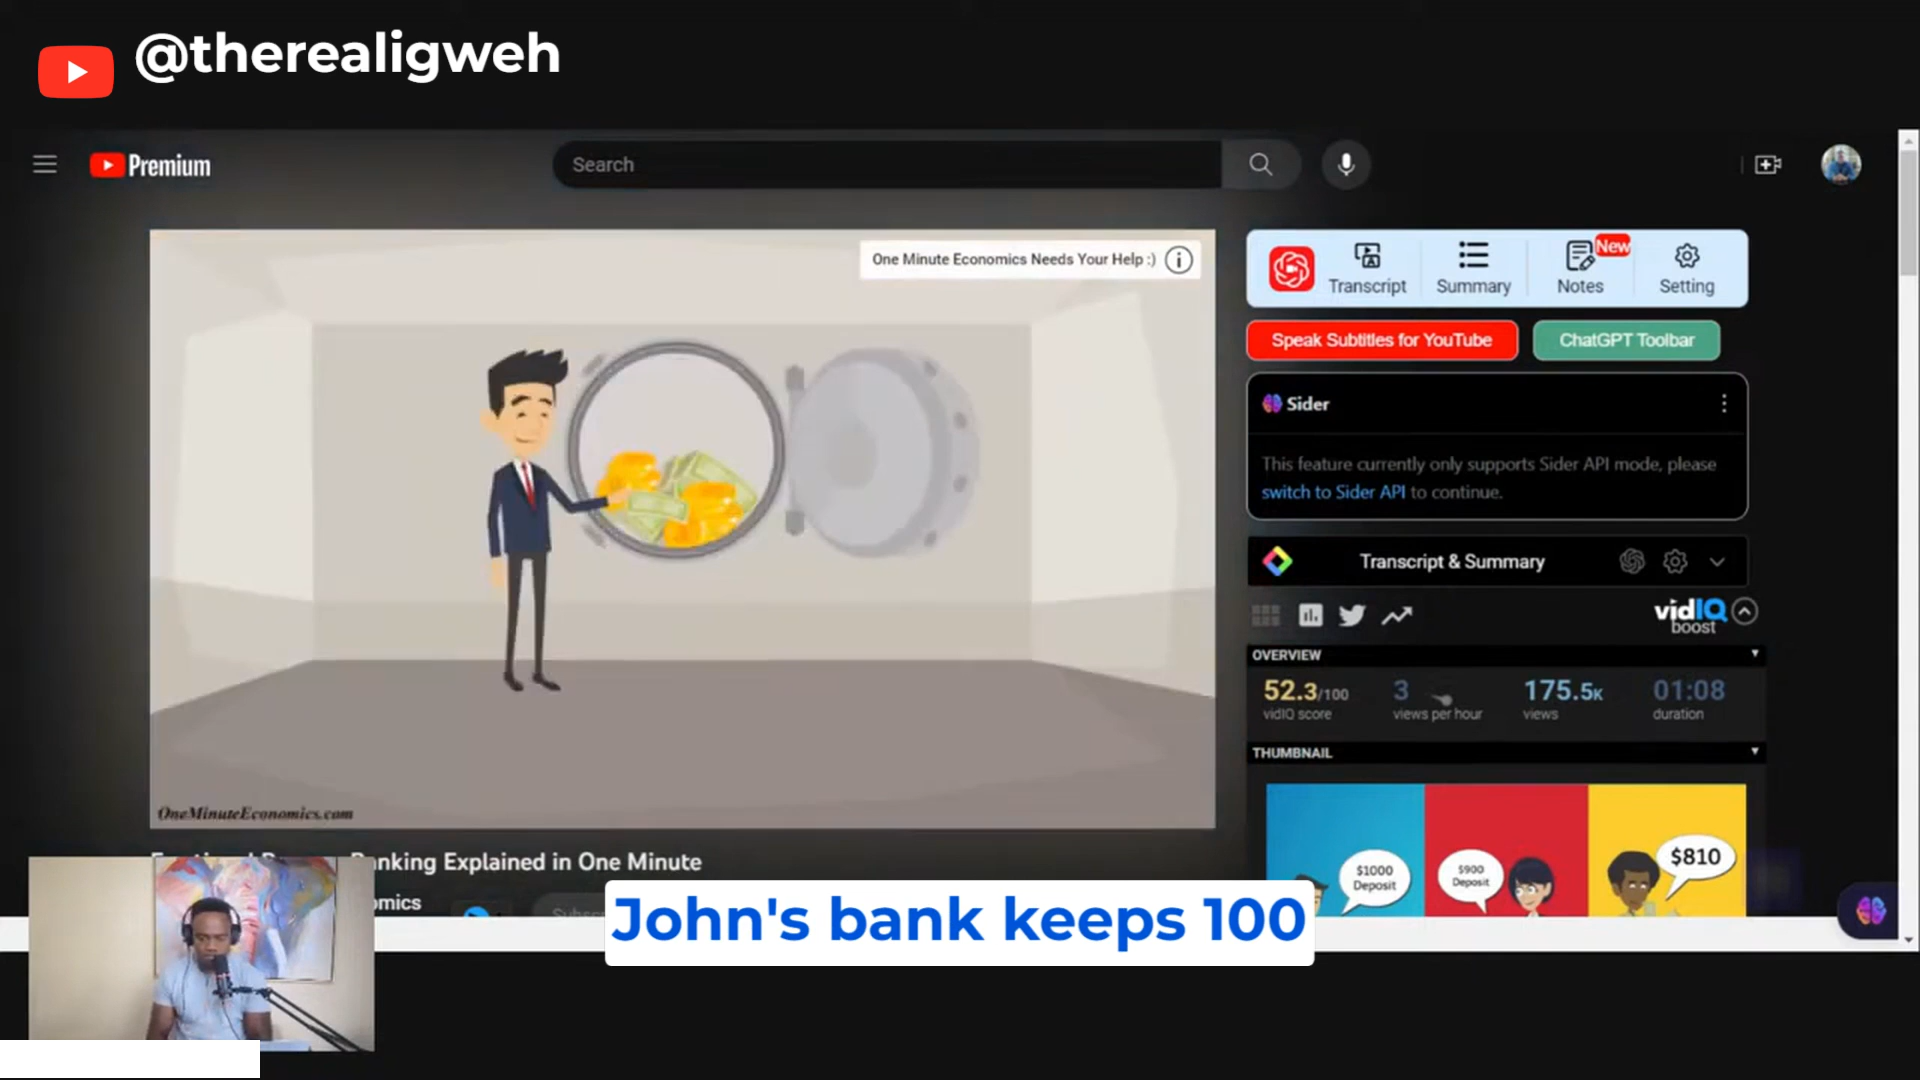 @therealigweh
Premium
Search
One Minute Economics Needs Your Help :)
Transcript
Summary
New
Notes
Setting
Speak Subtitles for YouTube
ChatGPT Toolbar
Sider
This feature currently only supports Sider API mode, please
switch to Sider API to continue.
Transcript & Summary
vidIQ
boost
OVERVIEW
52.3/100
vidIQ score
3
views per hour
175.5K
views
01:08
duration
THUMBNAIL
$1000
Deposit
$900
Deposit
$810
OneMinuteEconomics.com
Banking Explained in One Minute
John's bank keeps 100